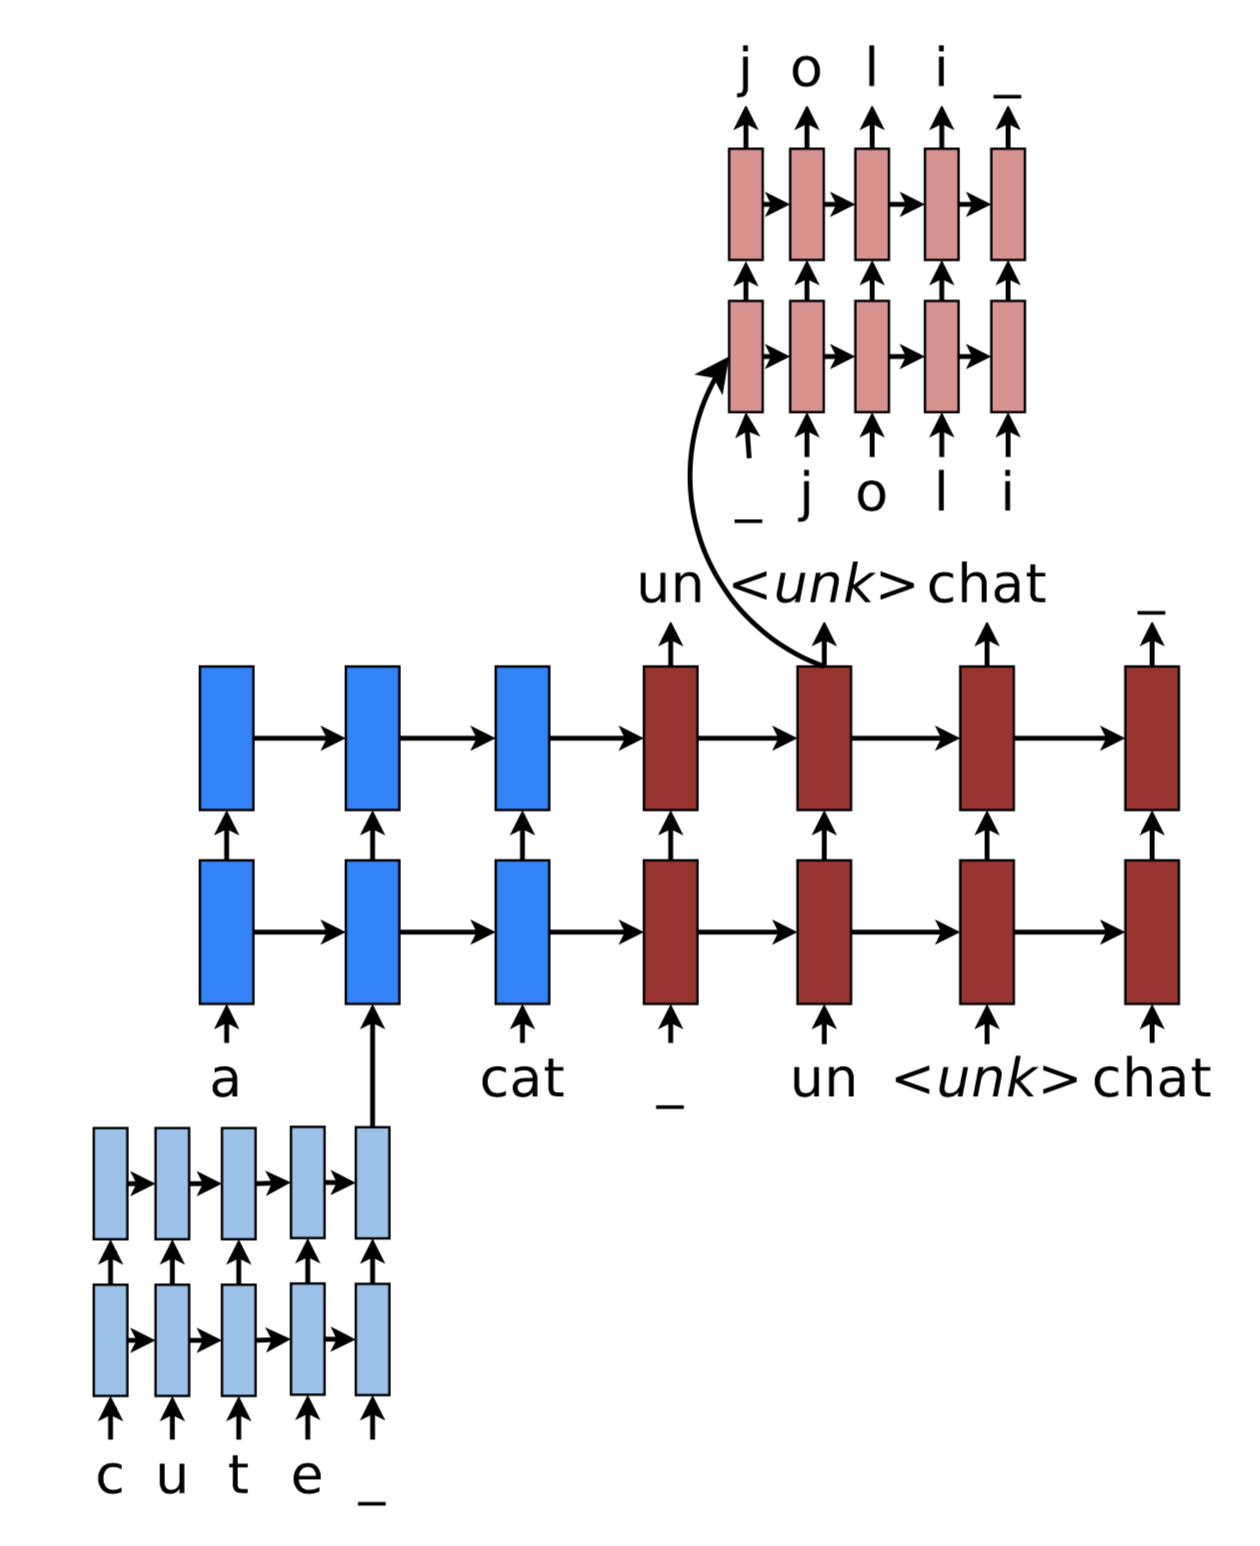 j o l i _
_ j o l i
un <unk> chat _
a cat _ un <unk> chat
c u t e _